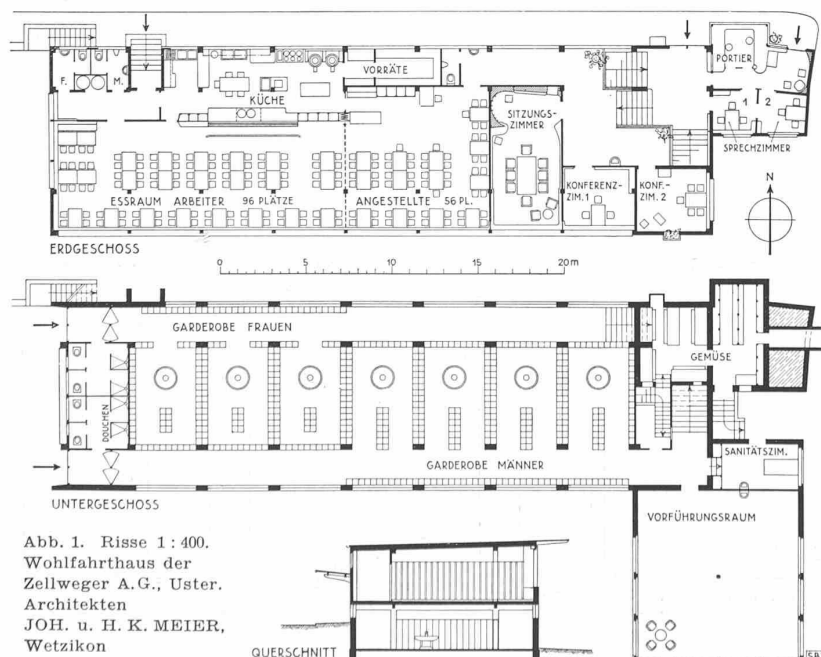 F. M.
KÜCHE
VORRÄTE
SITZUNGS-
ZIMMER
PORTIER
1 2
SPRECHZIMMER
ESSRAUM ARBEITER 96 PLÄTZE
ANGESTELLTE 56 PL.
KONFERENZ-
ZIM. 1
KONF.-
ZIM. 2
N
ERDGESCHOSS
0 5 10 15 20m
GARDEROBE FRAUEN
GEMÜSE
DOUCHEN
GARDEROBE MÄNNER
SANITÄTSZIM.
UNTERGESCHOSS
VORFÜHRUNGSRAUM
Abb. 1. Risse 1 : 400.
Wohlfahrthaus der
Zellweger A.G., Uster.
Architekten
JOH. u. H. K. MEIER,
Wetzikon
QUERSCHNITT